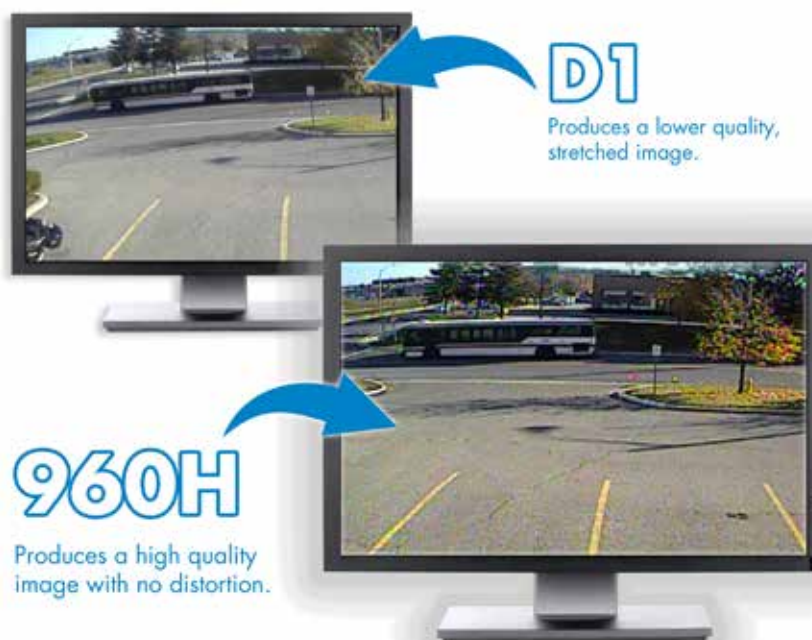 D1
Produces a lower quality,
stretched image.
960H
Produces a high quality
image with no distortion.